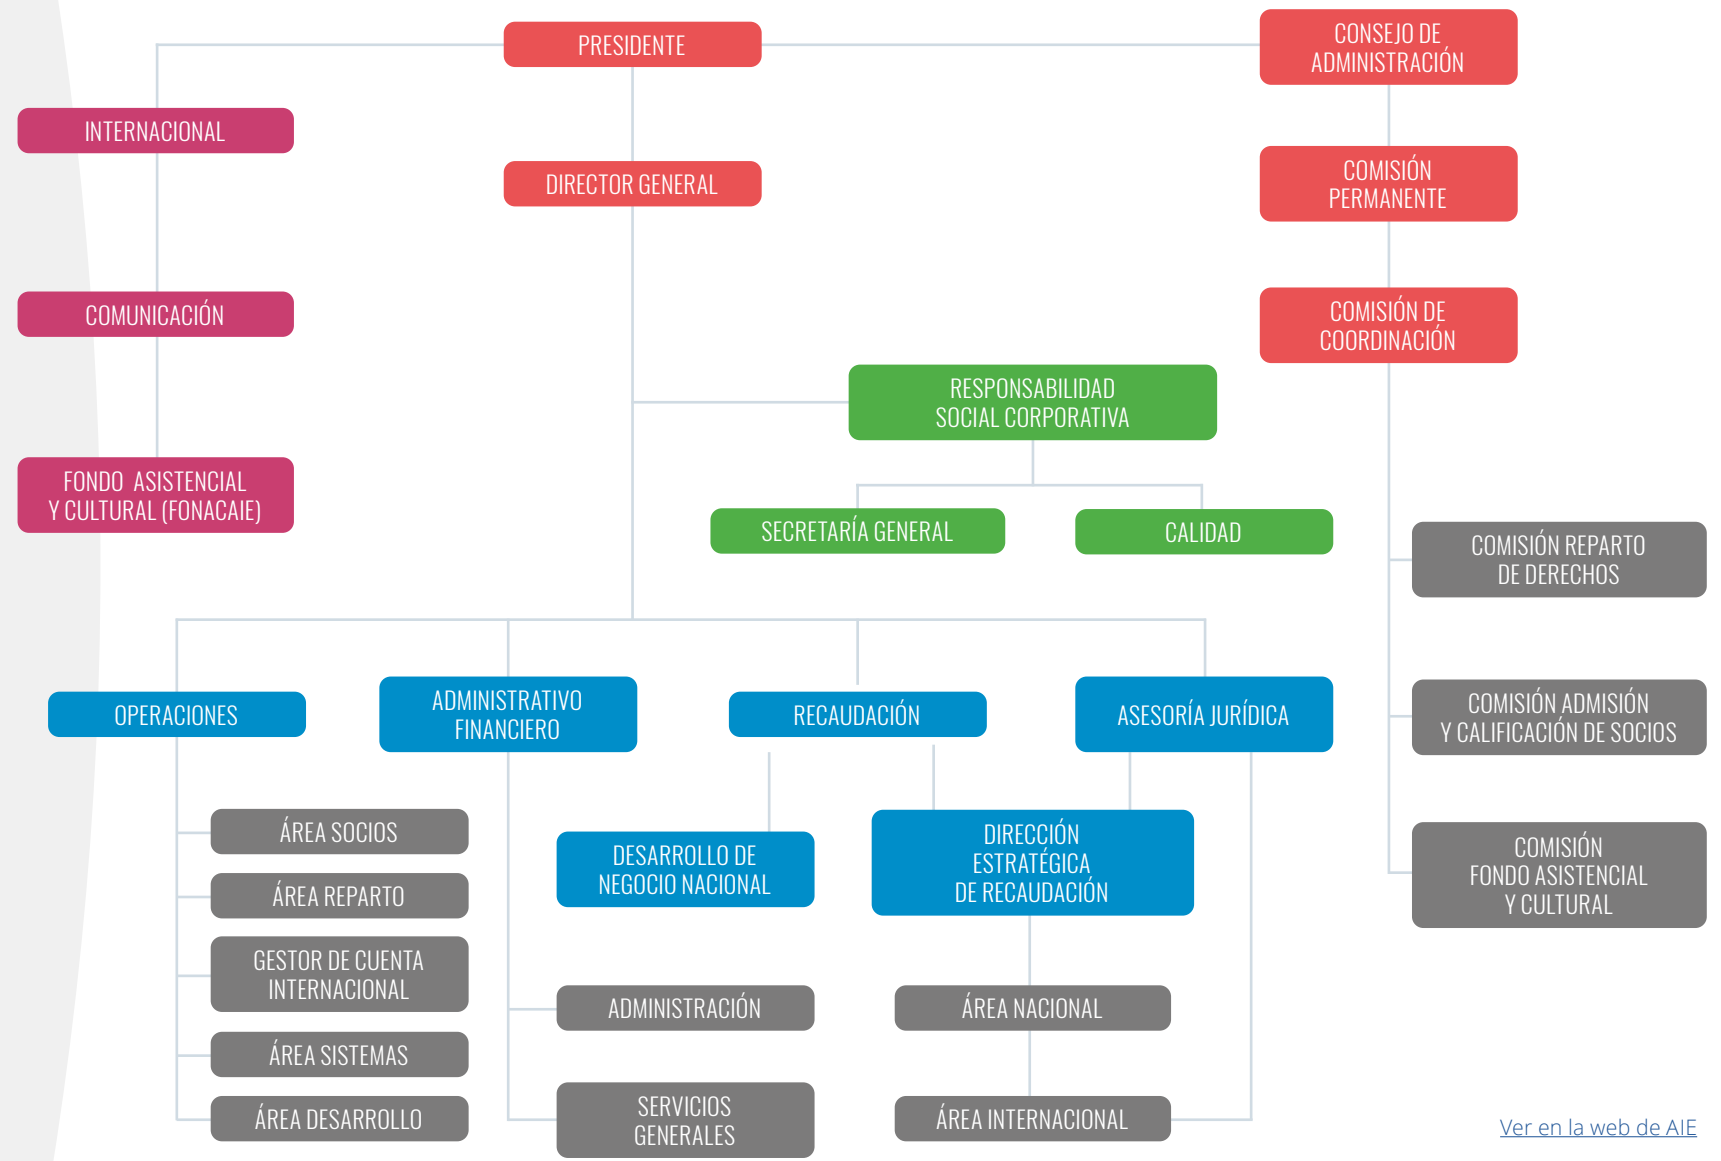 PRESIDENTE
CONSEJO DE
ADMINISTRACIÓN
INTERNACIONAL
DIRECTOR GENERAL
COMISIÓN
PERMANENTE
COMUNICACIÓN
COMISIÓN DE
COORDINACIÓN
RESPONSABILIDAD
SOCIAL CORPORATIVA
FONDO ASISTENCIAL
Y CULTURAL (FONACAIE)
SECRETARÍA GENERAL
CALIDAD
COMISIÓN REPARTO
DE DERECHOS
OPERACIONES
ADMINISTRATIVO
FINANCIERO
RECAUDACIÓN
ASESORÍA JURÍDICA
COMISIÓN ADMISIÓN
Y CALIFICACIÓN DE SOCIOS
ÁREA SOCIOS
ÁREA REPARTO
GESTOR DE CUENTA
INTERNACIONAL
ÁREA SISTEMAS
ÁREA DESARROLLO
DESARROLLO DE
NEGOCIO NACIONAL
DIRECCIÓN
ESTRATÉGICA
DE RECAUDACIÓN
COMISIÓN
FONDO ASISTENCIAL
Y CULTURAL
ADMINISTRACIÓN
SERVICIOS
GENERALES
ÁREA NACIONAL
ÁREA INTERNACIONAL
Ver en la web de AIE